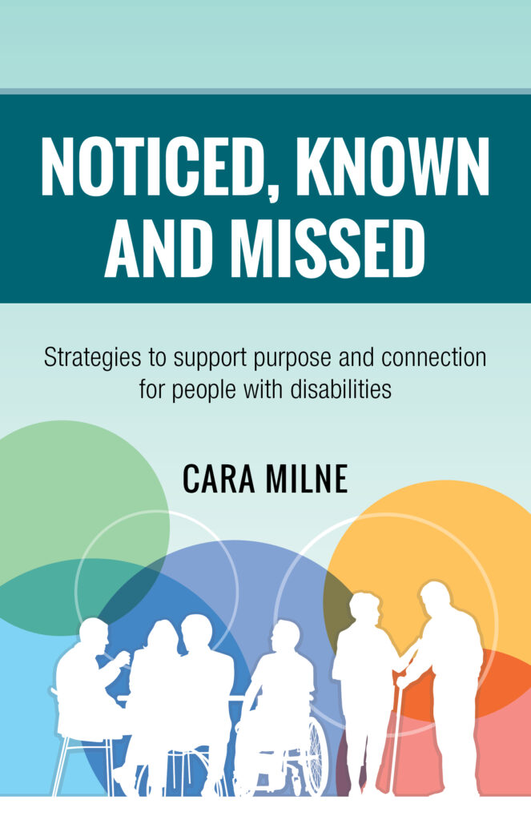 NOTICED, KNOWN
AND MISSED
Strategies to support purpose and connection
for people with disabilities
CARA MILNE